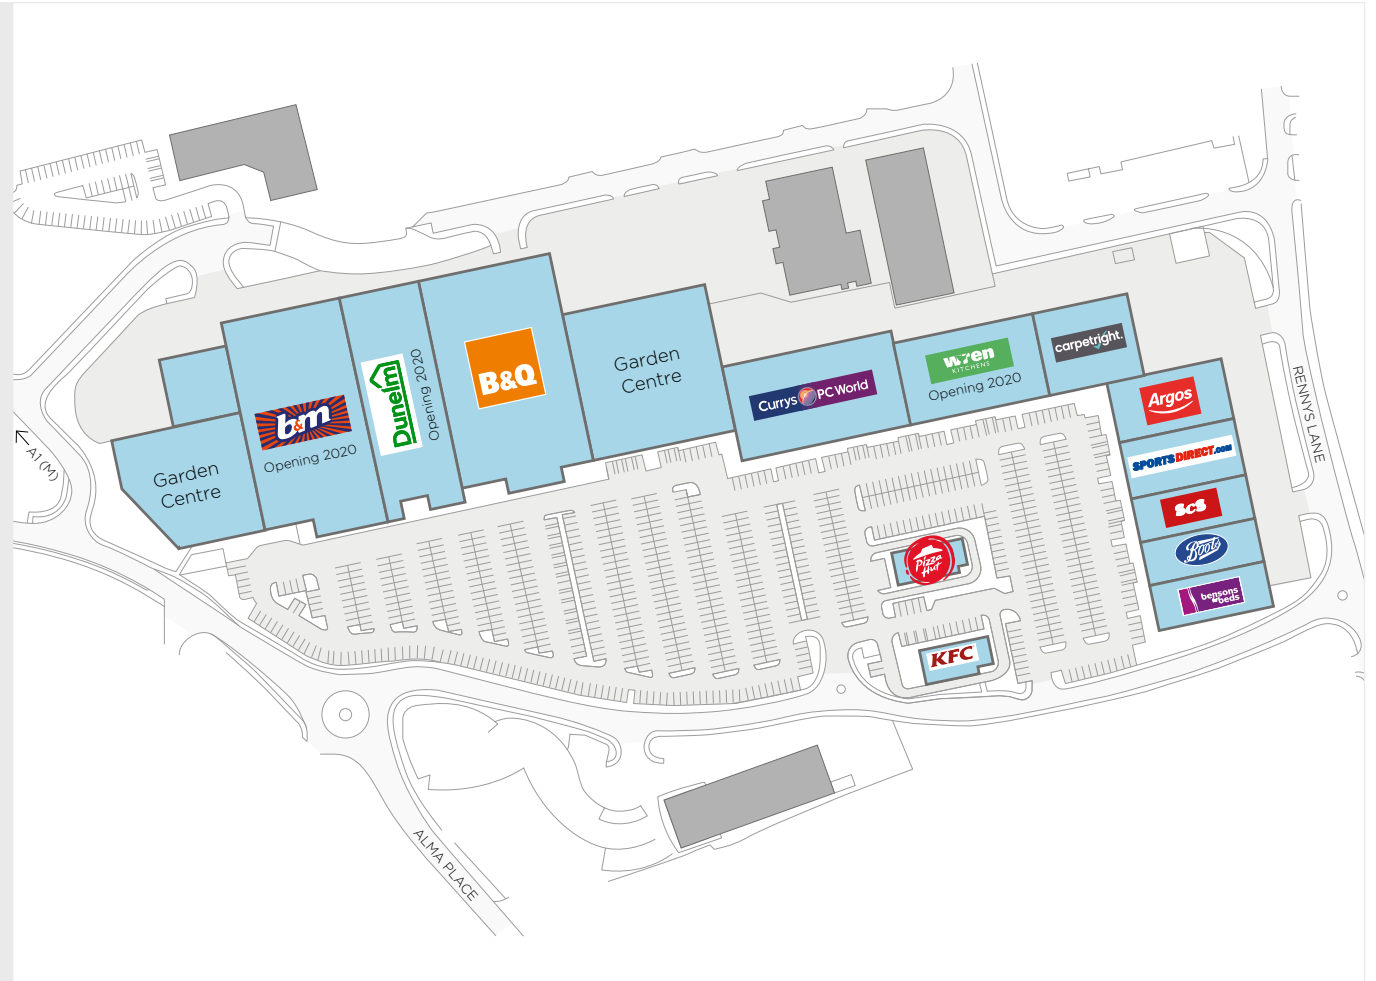 A1 (M)
Garden
Centre
b&m
Opening 2020
Dunelm
Opening 2020
B&Q
Garden
Centre
Currys PC World
wren
KITCHENS
Opening 2020
carpetright.
Argos
SPORTSDIRECT.COM
ScS
Boots
bensons
for beds
Pizza
Hut
KFC
RENNYS LANE
ALMA PLACE